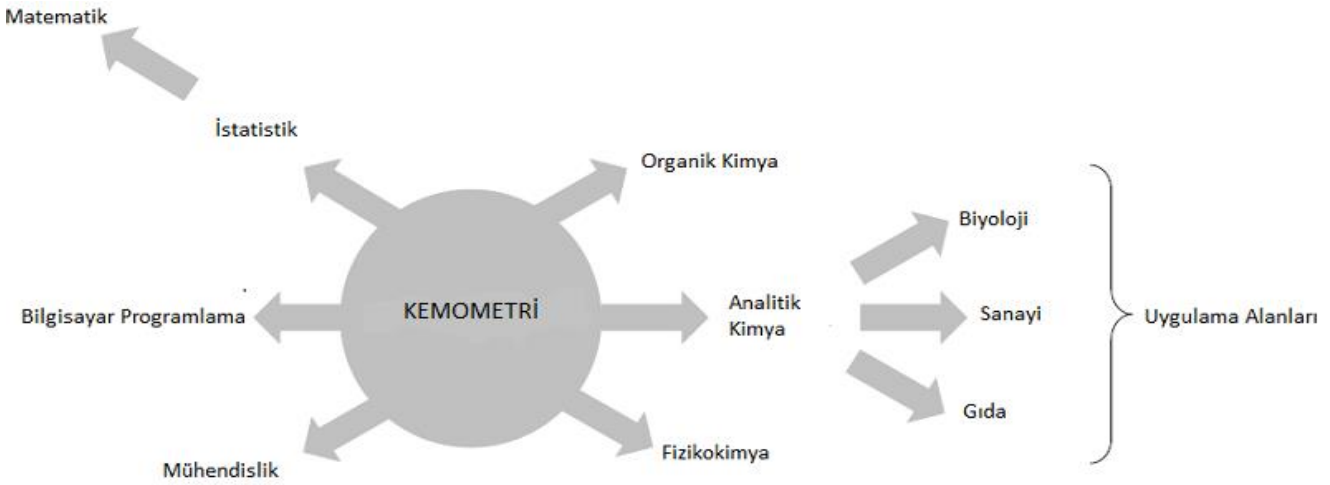 Matematik
İstatistik
Organik Kimya
Biyoloji
Bilgisayar Programlama
KEMOMETRİ
Analitik
Kimya
Sanayi
Uygulama Alanları
Gıda
Mühendislik
Fizikokimya